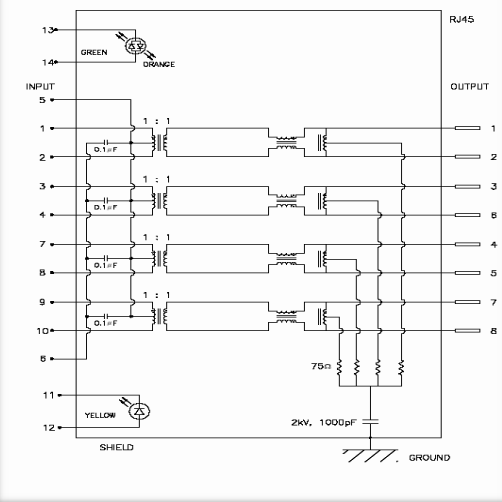 RJ45
13
GREEN
14
ORANGE
INPUT
OUTPUT
5
1 : 1
1
1
0.1µF
2
2
1 : 1
3
3
0.1µF
4
6
1 : 1
7
4
0.1µF
8
5
1 : 1
9
7
0.1µF
10
8
6
75Ω
11
YELLOW
2kV, 1000pF
12
SHIELD
GROUND